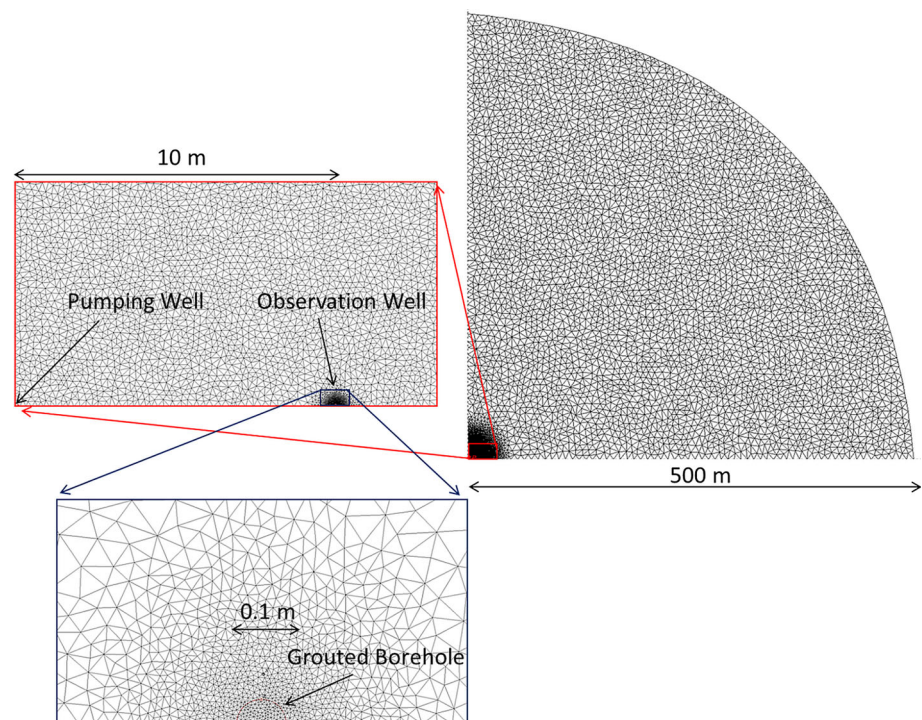 10 m
Pumping Well
Observation Well
500 m
0.1 m
Grouted Borehole